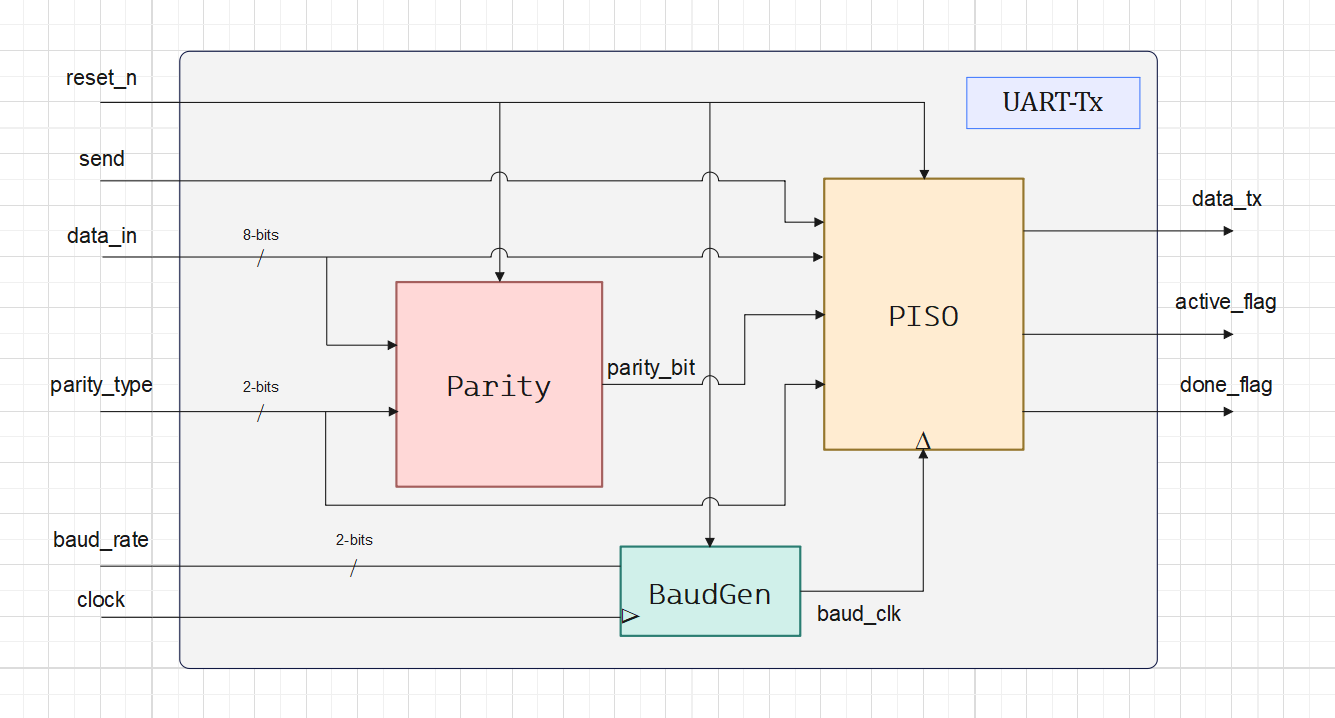 reset_n
UART-Tx
send
data_in
8-bits
data_tx
active_flag
PISO
parity_type
2-bits
Parity
parity_bit
done_flag
baud_rate
2-bits
clock
BaudGen
baud_clk